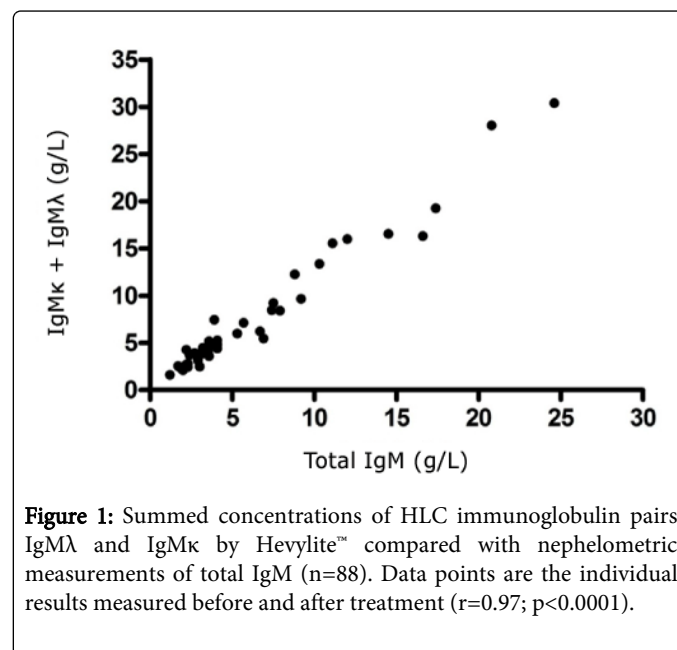 35
30
25
20
15
10
5
0
IgMκ + IgMλ (g/L)
0 5 10 15 20 25 30
Total IgM (g/L)
Figure 1: Summed concentrations of HLC immunoglobulin pairs
IgMλ and IgMκ by Hevylite™ compared with nephelometric
measurements of total IgM (n=88). Data points are the individual
results measured before and after treatment (r=0.97; p<0.0001).